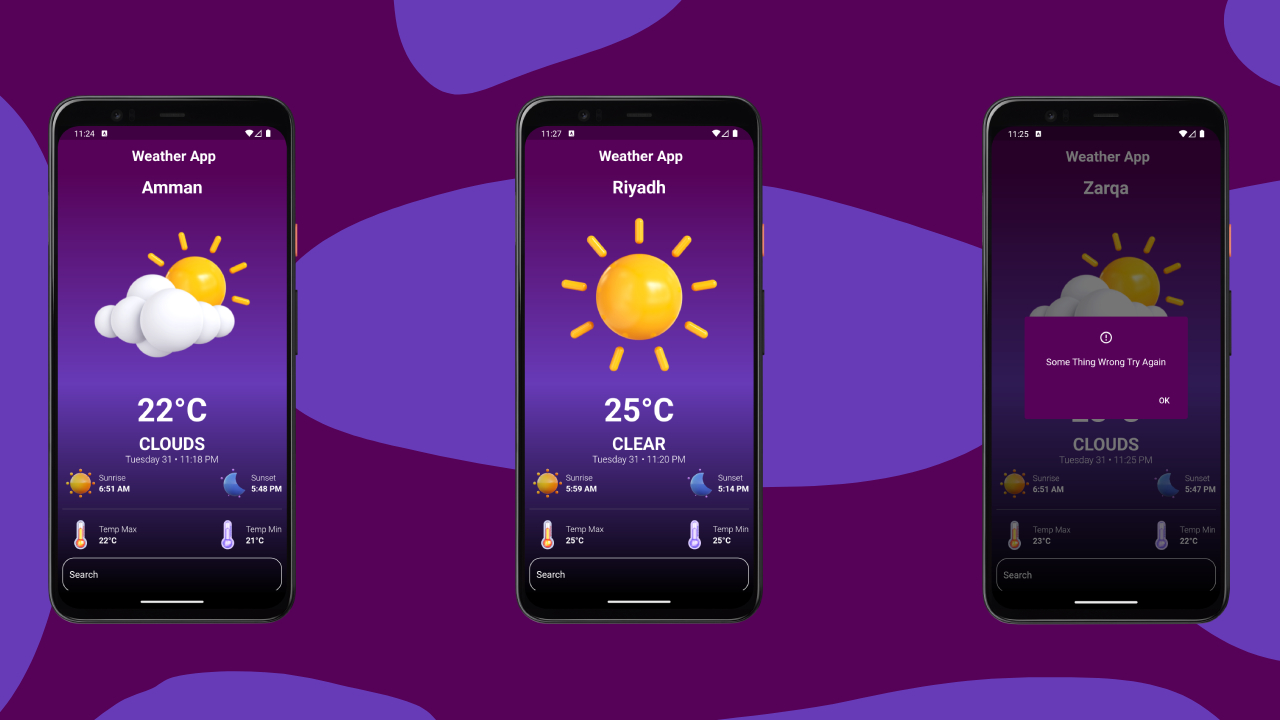 11:24
Weather App
Amman
22°C
CLOUDS
Tuesday 31 • 11:18 PM
Sunrise
6:51 AM
Sunset
5:48 PM
Temp Max
22°C
Temp Min
21°C
Search
11:27
Weather App
Riyadh
25°C
CLEAR
Tuesday 31 • 11:20 PM
Sunrise
5:59 AM
Sunset
5:14 PM
Temp Max
25°C
Temp Min
25°C
Search
11:25
Weather App
Zarqa
Some Thing Wrong Try Again
OK
CLOUDS
Tuesday 31 • 11:25 PM
Sunrise
6:51 AM
Sunset
5:47 PM
Temp Max
23°C
Temp Min
22°C
Search